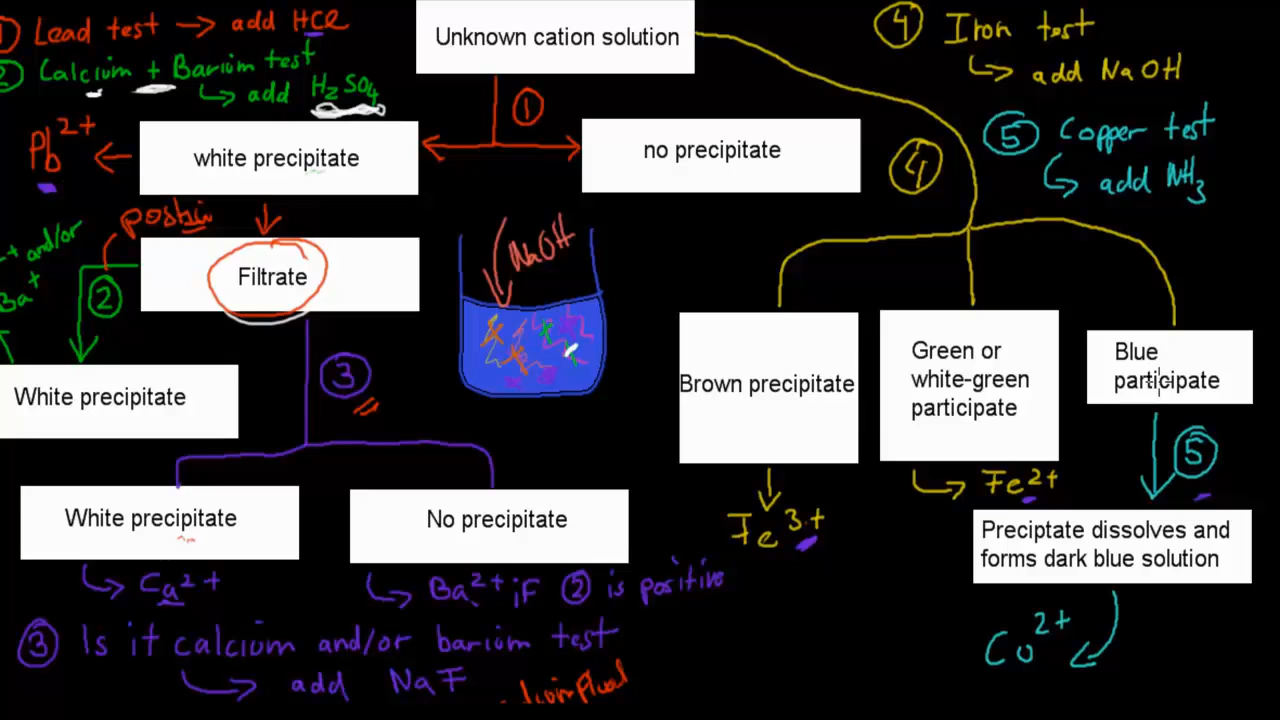 1 Lead test → add HCl
2 Calcium + Barium test
↳ add H2SO4
Unknown cation solution
4 Iron test
↳ add NaOH
5 Copper test
↳ add NH3
1
Pb2+ ←
white precipitate
no precipitate
4
Filtrate
and/or
Ba+
2
NaOH
3
White precipitate
Brown precipitate
Green or
white-green
participate
Blue
participate
Fe3+
↳ Fe2+
5
White precipitate
No precipitate
Preciptate dissolves and
forms dark blue solution
↳ Ca2+
↳ Ba2+ if 2 is positive
3 Is it calcium and/or barium test
↳ add NaF
Cu2+